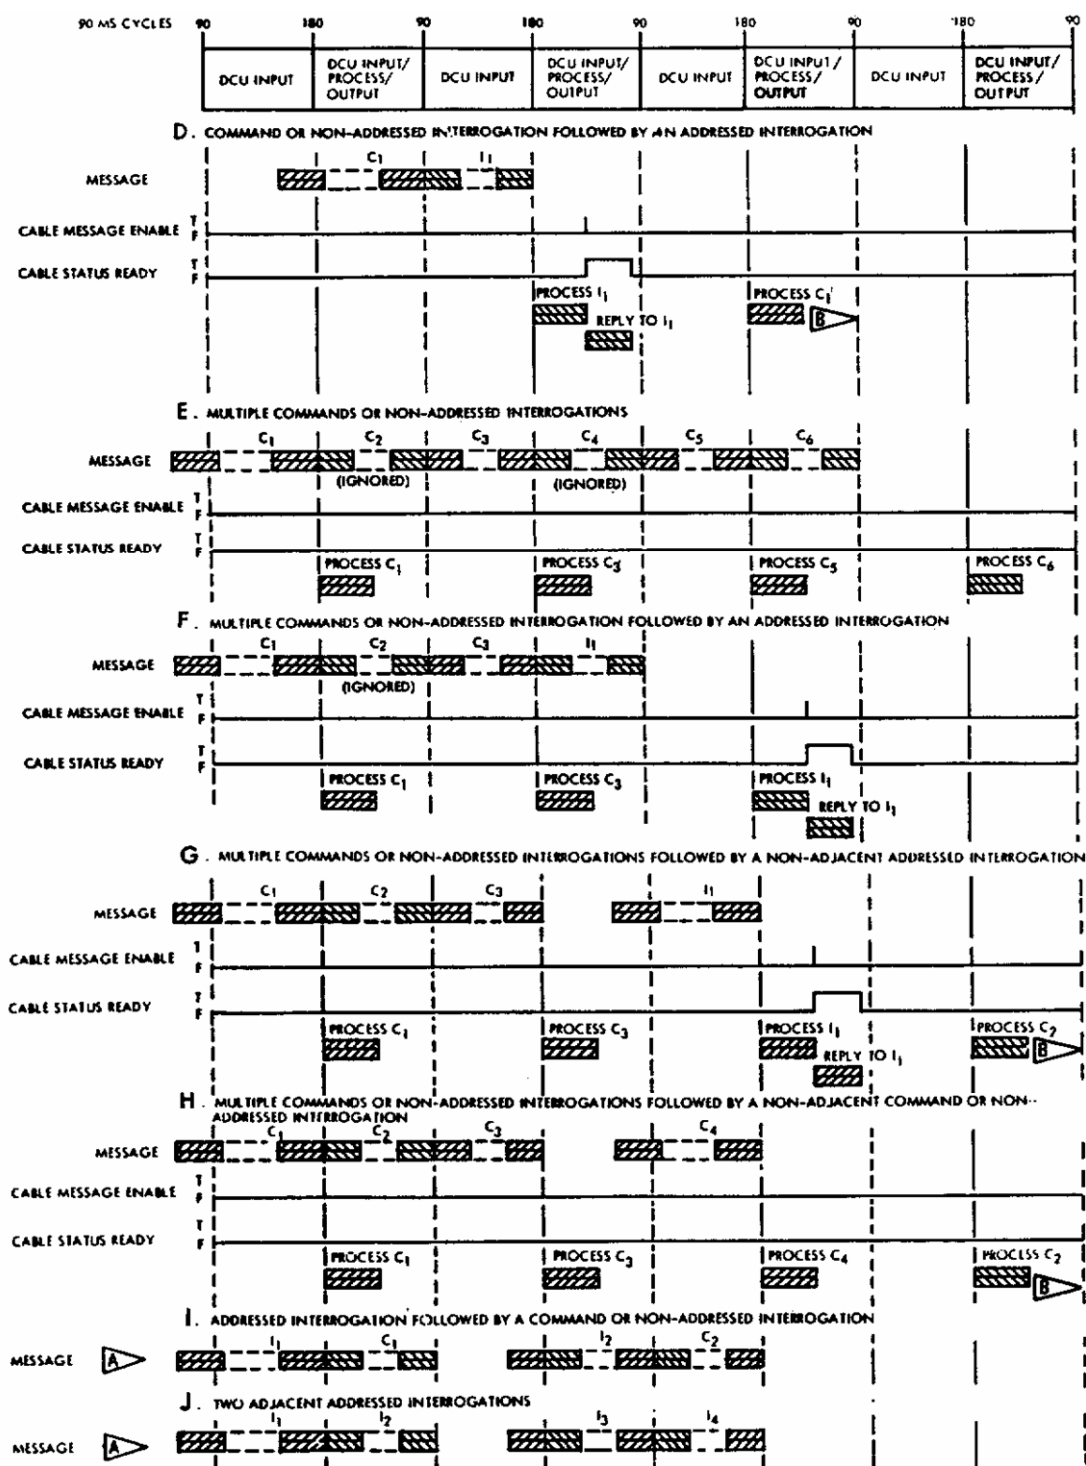 90 MS CYCLES 90 180 90 180 90 180 90 180 90
DCU INPUT DCU INPUT/ PROCESS/ OUTPUT DCU INPUT DCU INPUT/ PROCESS/ OUTPUT DCU INPUT DCU INPUT/ PROCESS/ OUTPUT DCU INPUT DCU INPUT/ PROCESS/ OUTPUT
D. COMMAND OR NON-ADDRESSED INTERROGATION FOLLOWED BY AN ADDRESSED INTERROGATION
C1 I1
MESSAGE
CABLE MESSAGE ENABLE T F
CABLE STATUS READY T F
PROCESS I1 PROCESS C1
REPLY TO I1 B
E. MULTIPLE COMMANDS OR NON-ADDRESSED INTERROGATIONS
C1 C2 C3 C4 C5 C6
MESSAGE
(IGNORED) (IGNORED)
CABLE MESSAGE ENABLE T F
CABLE STATUS READY T F
PROCESS C1 PROCESS C3 PROCESS C5 PROCESS C6
F. MULTIPLE COMMANDS OR NON-ADDRESSED INTERROGATION FOLLOWED BY AN ADDRESSED INTERROGATION
C1 C2 C3 I1
MESSAGE
(IGNORED)
CABLE MESSAGE ENABLE T F
CABLE STATUS READY T F
PROCESS C1 PROCESS C3 PROCESS I1
REPLY TO I1
G. MULTIPLE COMMANDS OR NON-ADDRESSED INTERROGATIONS FOLLOWED BY A NON-ADJACENT ADDRESSED INTERROGATION
C1 C2 C3 I1
MESSAGE
CABLE MESSAGE ENABLE T F
CABLE STATUS READY T F
PROCESS C1 PROCESS C3 PROCESS I1 PROCESS C2
REPLY TO I1 B
H. MULTIPLE COMMANDS OR NON-ADDRESSED INTERROGATIONS FOLLOWED BY A NON-ADJACENT COMMAND OR NON-
ADDRESSED INTERROGATION
C1 C2 C3 C4
MESSAGE
CABLE MESSAGE ENABLE T F
CABLE STATUS READY T F
PROCESS C1 PROCESS C3 PROCESS C4 PROCESS C2
B
I. ADDRESSED INTERROGATION FOLLOWED BY A COMMAND OR NON-ADDRESSED INTERROGATION
I1 C1 I2 C2
MESSAGE A
J. TWO ADJACENT ADDRESSED INTERROGATIONS
I1 I2 I3 I4
MESSAGE A